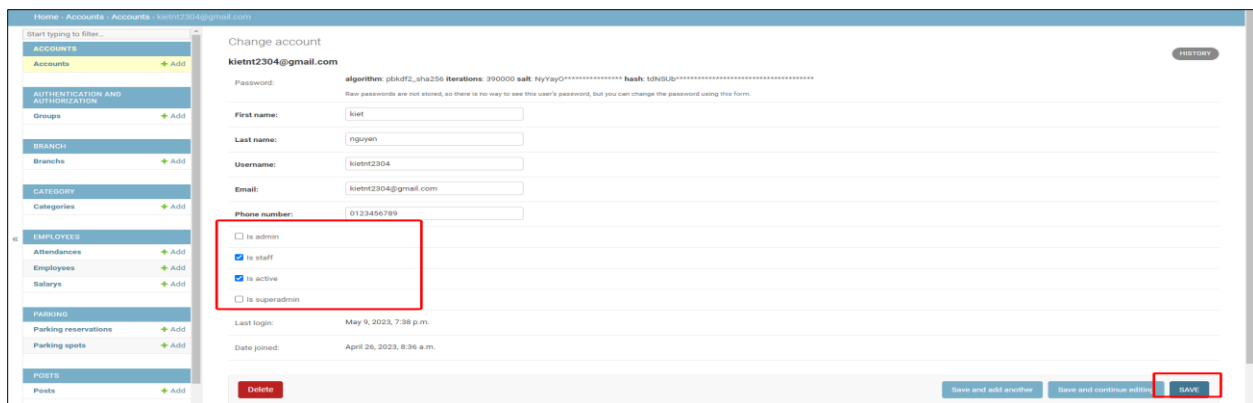 Home › Accounts › Accounts › kietnt2304@gmail.com
Start typing to filter...
ACCOUNTS
Accounts + Add
AUTHENTICATION AND
AUTHORIZATION
Groups + Add
BRANCH
Branchs + Add
CATEGORY
Categories + Add
EMPLOYEES
Attendances + Add
Employees + Add
Salarys + Add
PARKING
Parking reservations + Add
Parking spots + Add
POSTS
Posts + Add
«
Change account
HISTORY
kietnt2304@gmail.com
Password: algorithm: pbkdf2_sha256 iterations: 390000 salt: NyYayO**************** hash: tdNSUb**************************************
Raw passwords are not stored, so there is no way to see this user's password, but you can change the password using this form.
First name: kiet
Last name: nguyen
Username: kietnt2304
Email: kietnt2304@gmail.com
Phone number: 0123456789
Is admin
Is staff
Is active
Is superadmin
Last login: May 9, 2023, 7:38 p.m.
Date joined: April 26, 2023, 8:36 a.m.
Delete Save and add another Save and continue editing SAVE